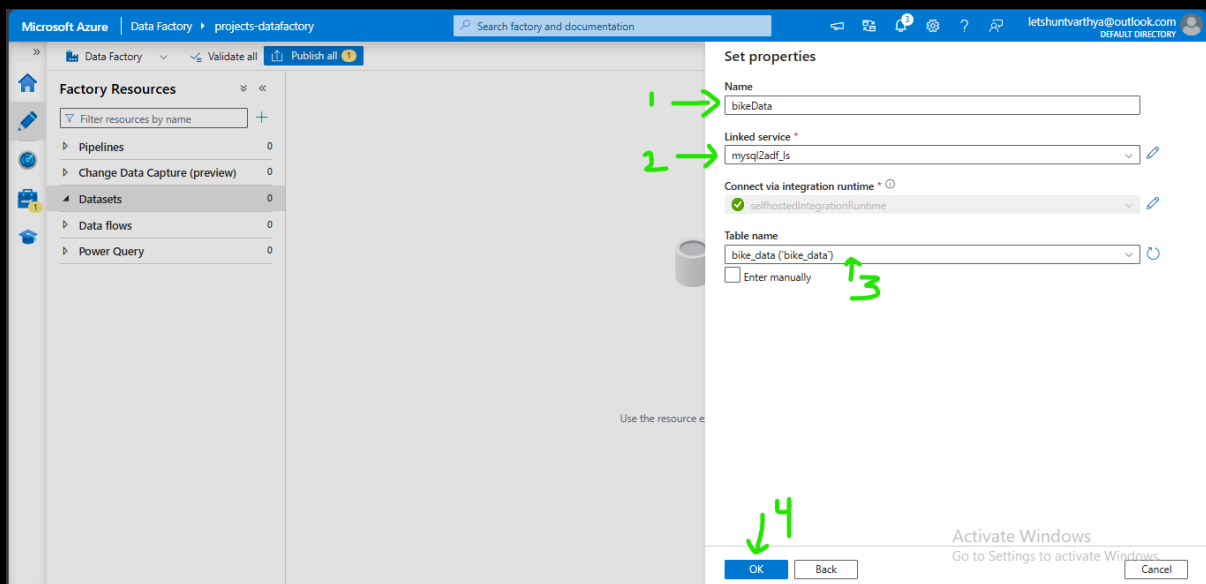 Microsoft Azure
Data Factory
projects-datafactory
Search factory and documentation
3
letshuntvarthya@outlook.com
DEFAULT DIRECTORY
Data Factory
Validate all
Publish all 1
Factory Resources
Filter resources by name
Pipelines 0
Change Data Capture (preview) 0
Datasets 0
Data flows 0
Power Query 0
1
Use the resource e
Set properties
Name
1
bikeData
Linked service *
2
mysql2adf_ls
Connect via integration runtime *
selfhostedIntegrationRuntime
Table name
bike_data (`bike_data`)
3
Enter manually
4
Activate Windows
Go to Settings to activate Windows.
OK
Back
Cancel